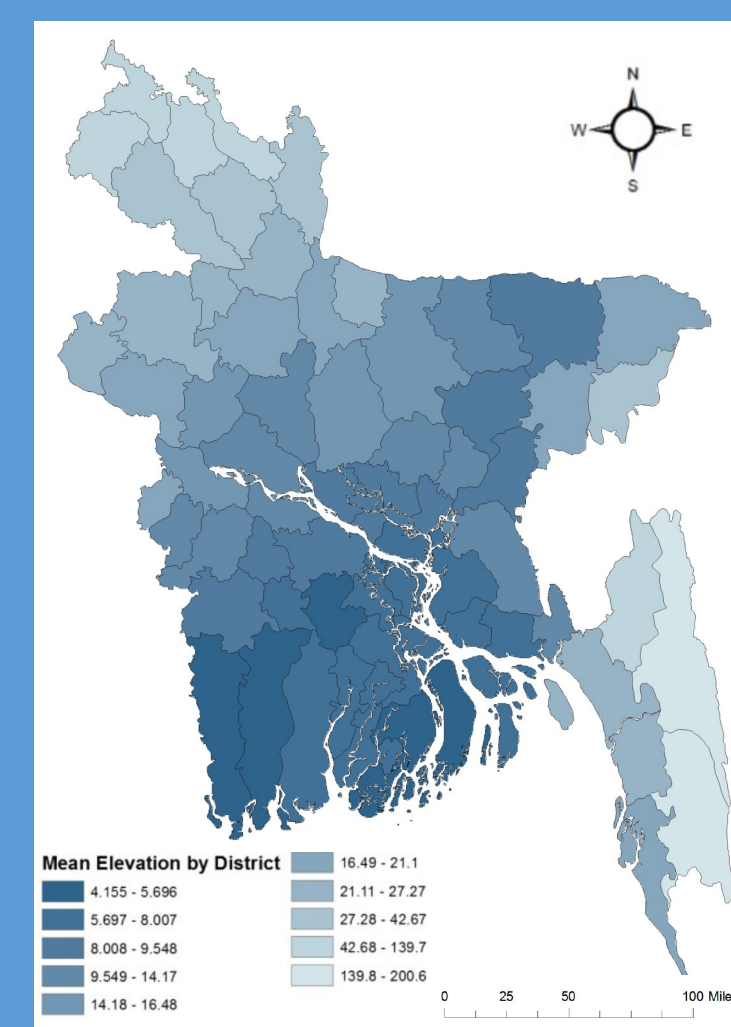 N
W E
S
Mean Elevation by District
4.155 - 5.696
5.697 - 8.007
8.008 - 9.548
9.549 - 14.17
14.18 - 16.48
16.49 - 21.1
21.11 - 27.27
27.28 - 42.67
42.68 - 139.7
139.8 - 200.6
0 25 50 100 Mile